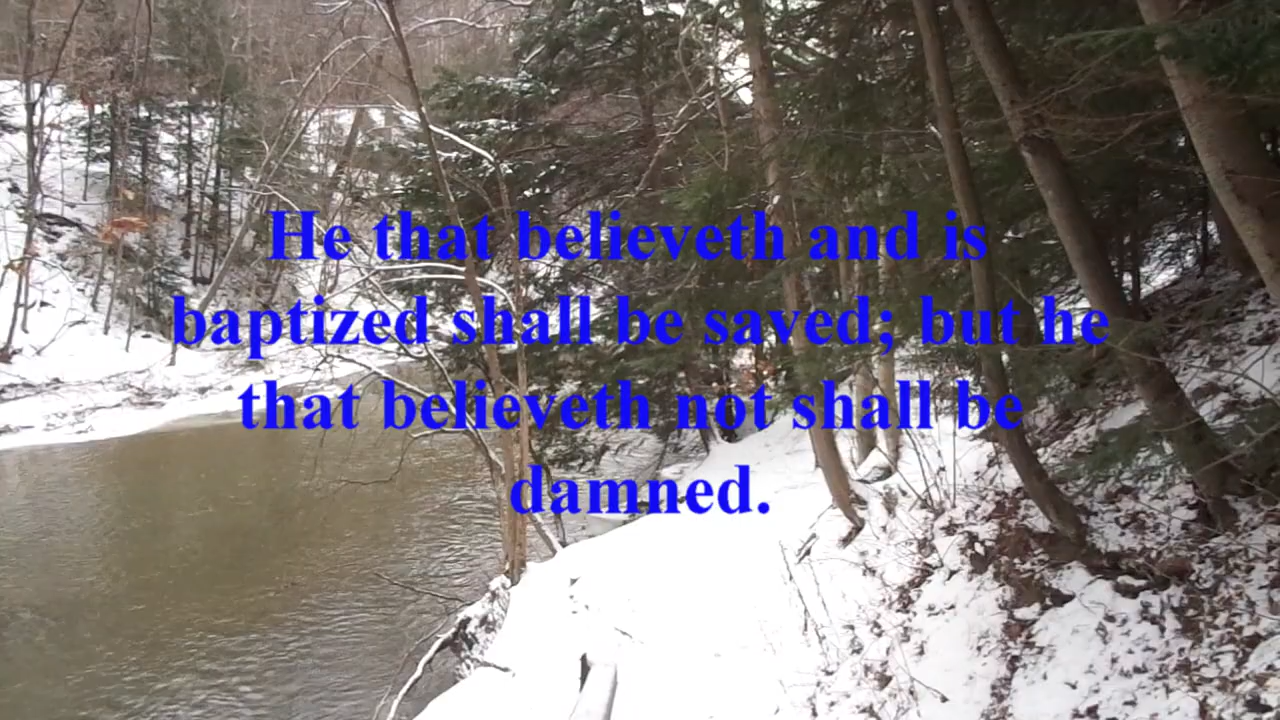 He that believeth and is
baptized shall be saved; but he
that believeth not shall be
damned.